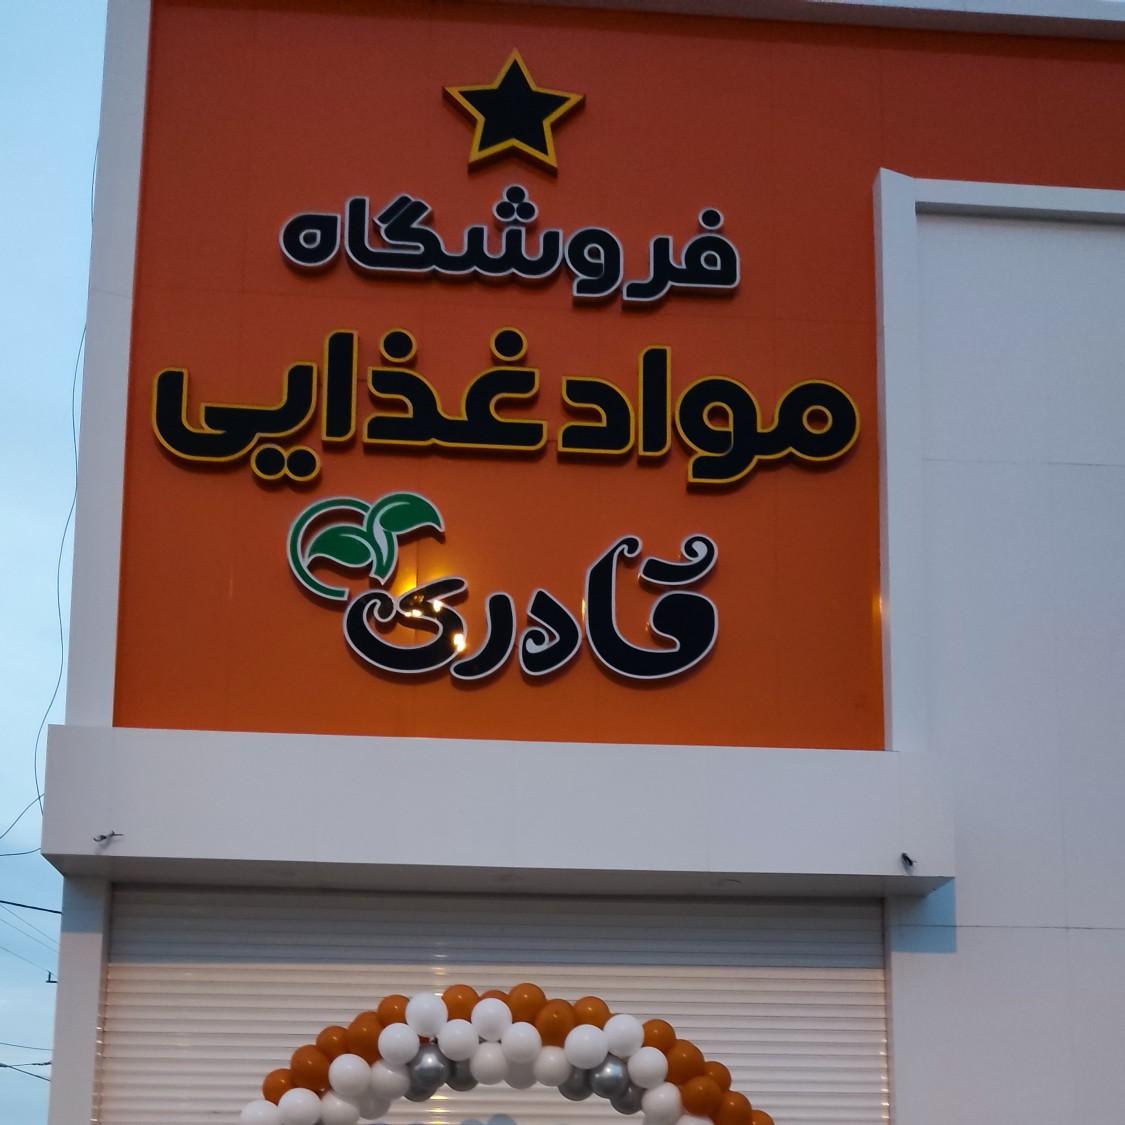 فروشگاه
مواد غذایی
قادری